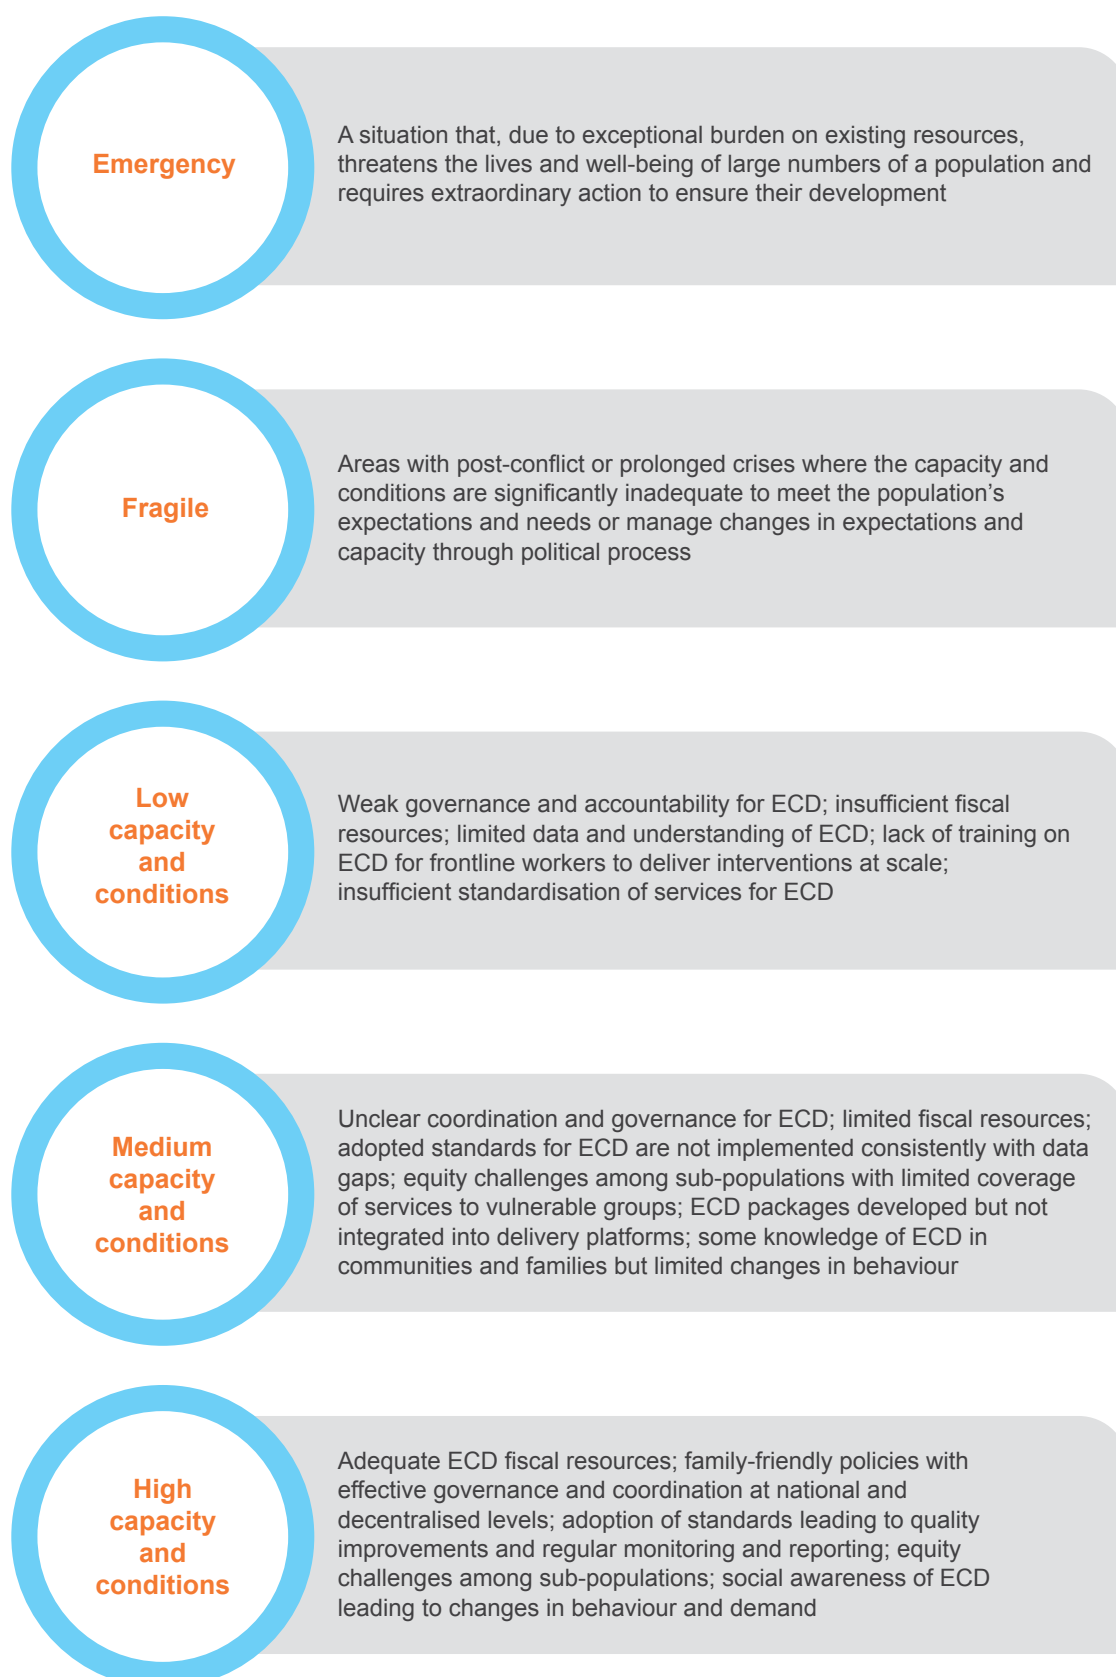 Emergency
A situation that, due to exceptional burden on existing resources,
threatens the lives and well-being of large numbers of a population and
requires extraordinary action to ensure their development
Fragile
Areas with post-conflict or prolonged crises where the capacity and
conditions are significantly inadequate to meet the population’s
expectations and needs or manage changes in expectations and
capacity through political process
Low
capacity
and
conditions
Weak governance and accountability for ECD; insufficient fiscal
resources; limited data and understanding of ECD; lack of training on
ECD for frontline workers to deliver interventions at scale;
insufficient standardisation of services for ECD
Medium
capacity
and
conditions
Unclear coordination and governance for ECD; limited fiscal resources;
adopted standards for ECD are not implemented consistently with data
gaps; equity challenges among sub-populations with limited coverage
of services to vulnerable groups; ECD packages developed but not
integrated into delivery platforms; some knowledge of ECD in
communities and families but limited changes in behaviour
High
capacity
and
conditions
Adequate ECD fiscal resources; family-friendly policies with
effective governance and coordination at national and
decentralised levels; adoption of standards leading to quality
improvements and regular monitoring and reporting; equity
challenges among sub-populations; social awareness of ECD
leading to changes in behaviour and demand